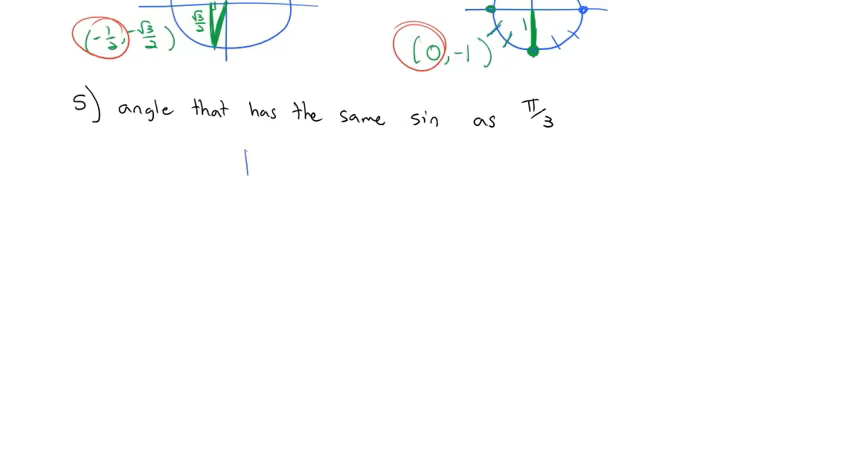 √3/2
(-1/2, -√3/2)
1
(0, -1)
5) angle that has the same sin as π/3